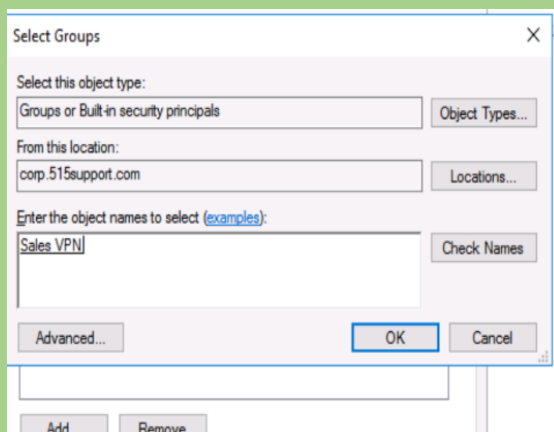 Select Groups
Select this object type:
Groups or Built-in security principals
Object Types...
From this location:
corp.515support.com
Locations...
Enter the object names to select (examples):
Sales VPN
Check Names
Advanced...
OK
Cancel
Add...
Remove